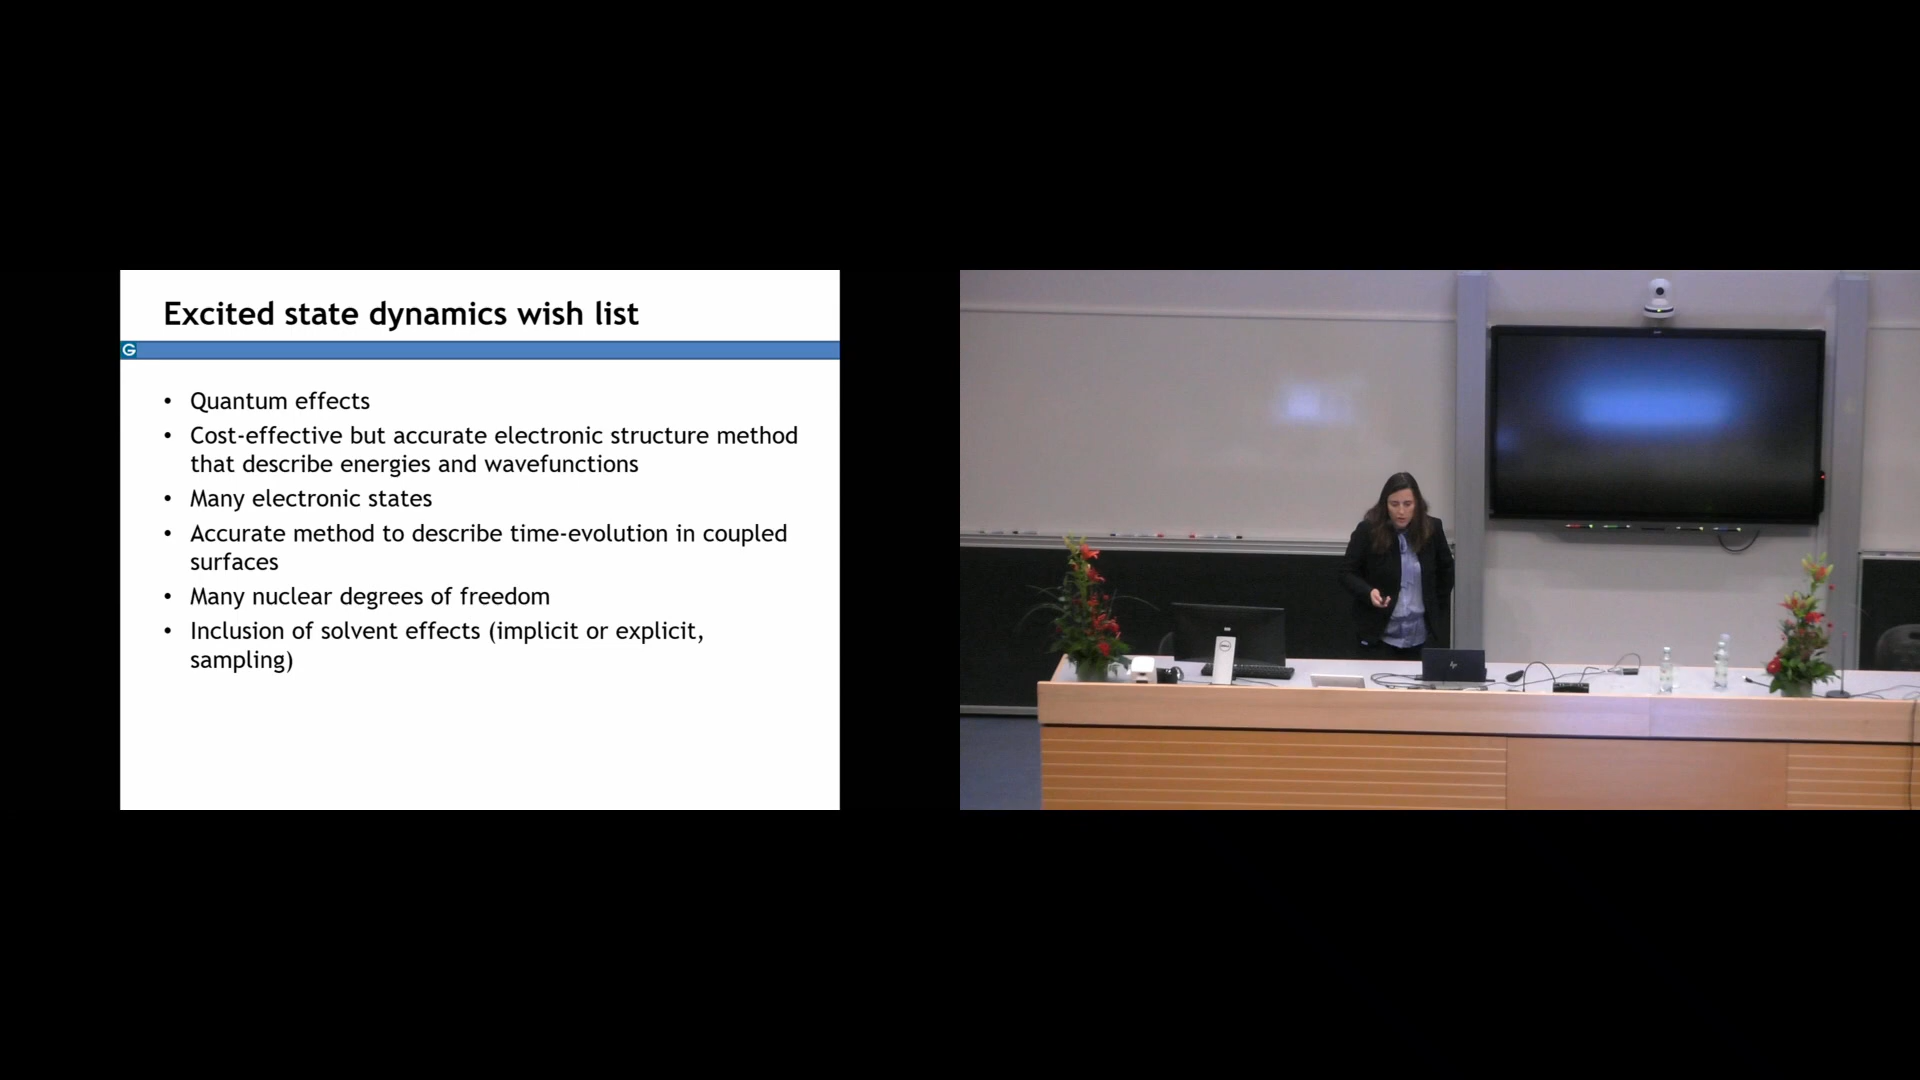 Excited state dynamics wish list
G
• Quantum effects
• Cost-effective but accurate electronic structure method
that describe energies and wavefunctions
• Many electronic states
• Accurate method to describe time-evolution in coupled
surfaces
• Many nuclear degrees of freedom
• Inclusion of solvent effects (implicit or explicit,
sampling)